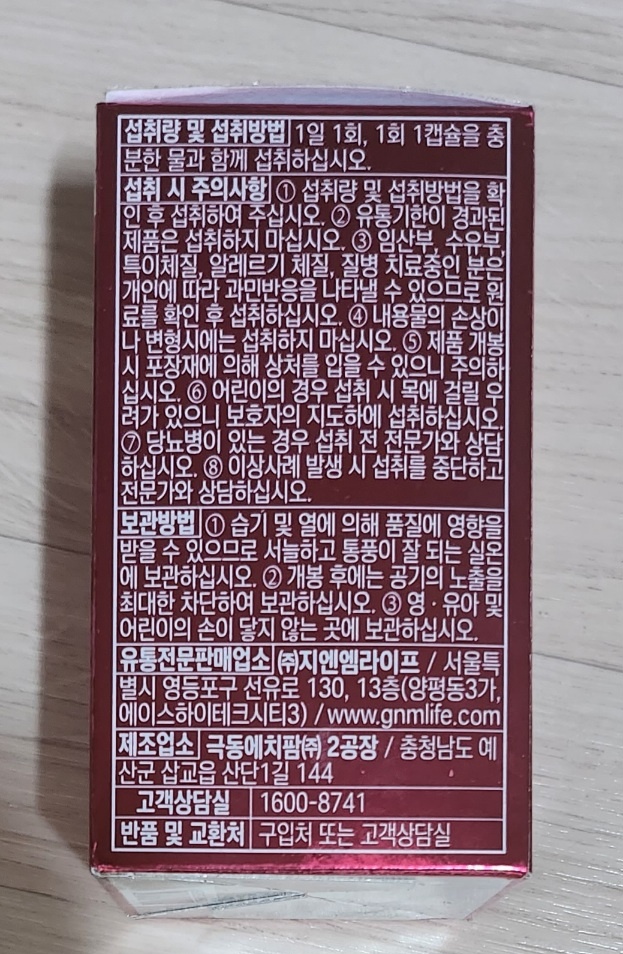 섭취량 및 섭취방법 1일 1회, 1회 1캡슐을 충
분한 물과 함께 섭취하십시오.
섭취 시 주의사항 ① 섭취량 및 섭취방법을 확
인 후 섭취하여 주십시오. ② 유통기한이 경과된
제품은 섭취하지 마십시오. ③ 임산부, 수유부,
특이체질, 알레르기 체질, 질병 치료중인 분은
개인에 따라 과민반응을 나타낼 수 있으므로 원
료를 확인 후 섭취하십시오. ④ 내용물의 손상이
나 변형시에는 섭취하지 마십시오. ⑤ 제품 개봉
시 포장재에 의해 상처를 입을 수 있으니 주의하
십시오. ⑥ 어린이의 경우 섭취 시 목에 걸릴 우
려가 있으니 보호자의 지도하에 섭취하십시오.
⑦ 당뇨병이 있는 경우 섭취 전 전문가와 상담
하십시오. ⑧ 이상사례 발생 시 섭취를 중단하고
전문가와 상담하십시오.
보관방법 ① 습기 및 열에 의해 품질에 영향을
받을 수 있으므로 서늘하고 통풍이 잘 되는 실온
에 보관하십시오. ② 개봉 후에는 공기의 노출을
최대한 차단하여 보관하십시오. ③ 영·유아 및
어린이의 손이 닿지 않는 곳에 보관하십시오.
유통전문판매업소 ㈜지엔엠라이프 / 서울특
별시 영등포구 선유로 130, 13층(양평동3가,
에이스하이테크시티3) / www.gnmlife.com
제조업소 극동에치팜㈜ 2공장 / 충청남도 예
산군 삽교읍 산단1길 144
고객상담실 1600-8741
반품 및 교환처 구입처 또는 고객상담실